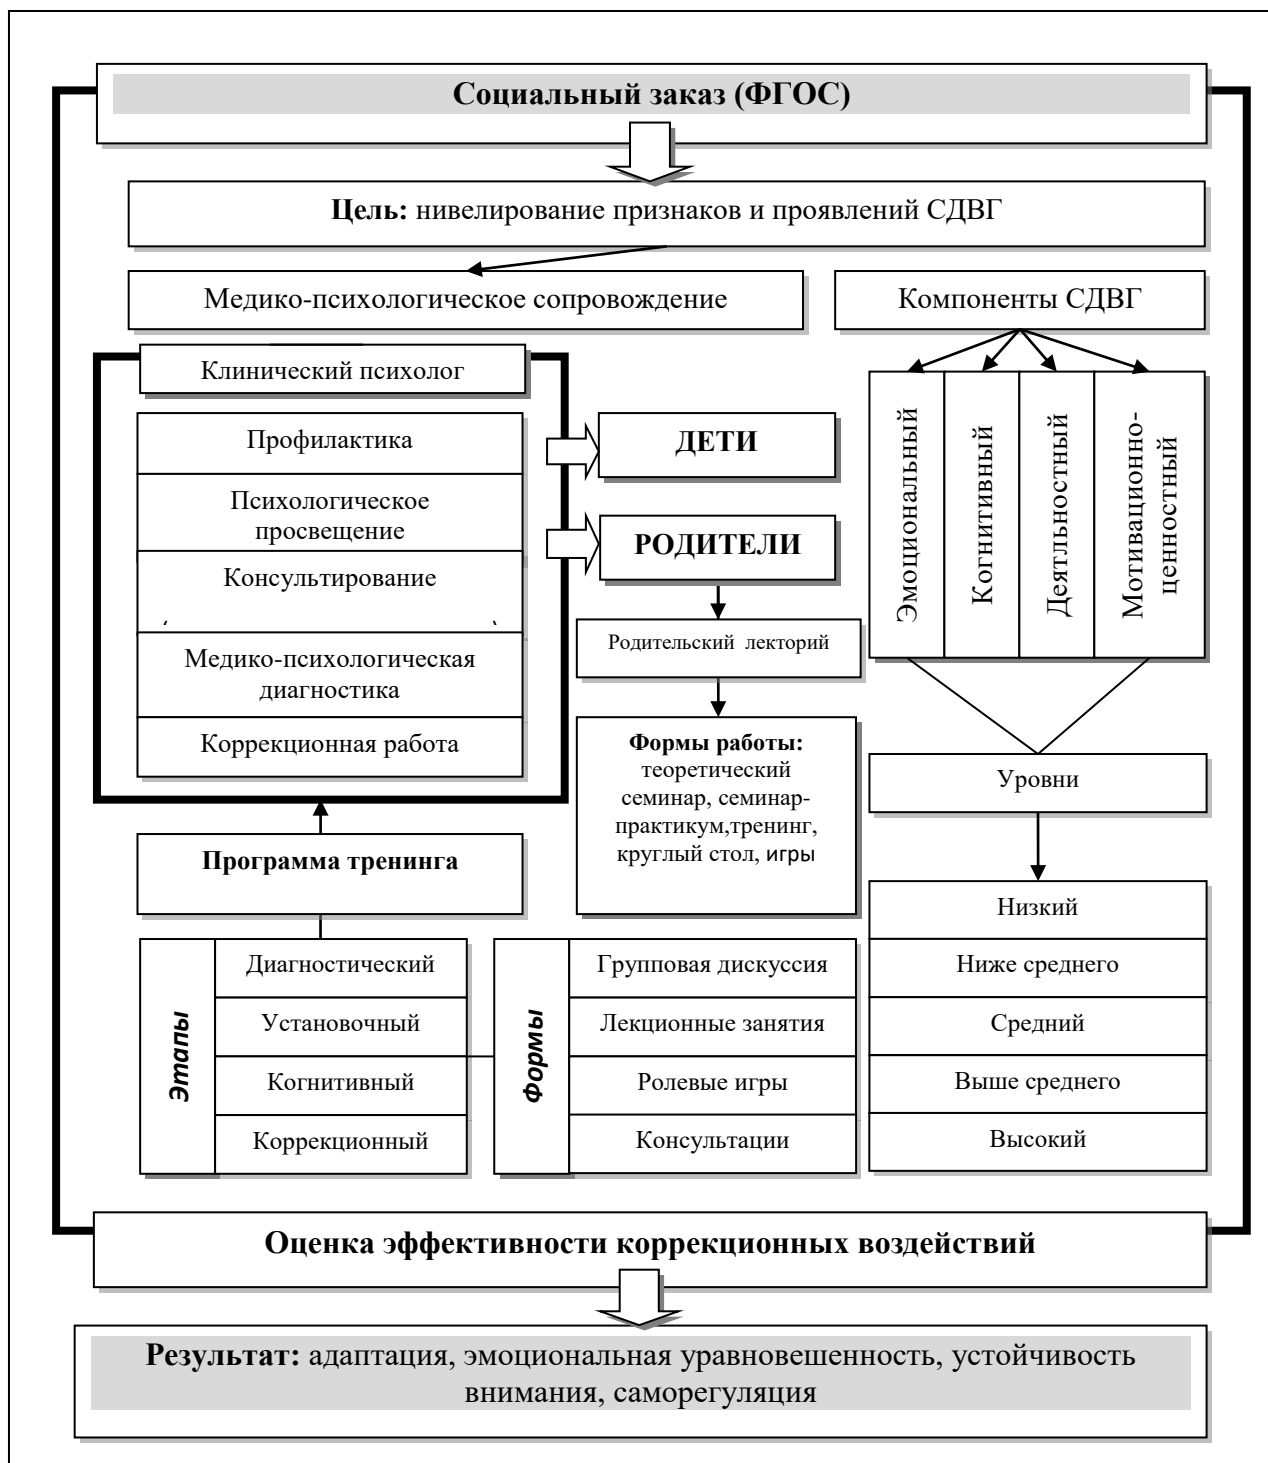 Социальный заказ (ФГОС)
Цель: нивелирование признаков и проявлений СДВГ
Медико-психологическое сопровождение
Компоненты СДВГ
Клинический психолог
Профилактика
Психологическое
просвещение
Консультирование
Медико-психологическая
диагностика
Коррекционная работа
ДЕТИ
РОДИТЕЛИ
Родительский лекторий
Формы работы:
теоретический
семинар, семинар-
практикум,тренинг,
круглый стол, игры
Эмоциональный
Когнитивный
Деятльностный
Мотивационно-
ценностный
Уровни
Низкий
Ниже среднего
Средний
Выше среднего
Высокий
Программа тренинга
Этапы
Диагностический
Установочный
Когнитивный
Коррекционный
Формы
Групповая дискуссия
Лекционные занятия
Ролевые игры
Консультации
Оценка эффективности коррекционных воздействий
Результат: адаптация, эмоциональная уравновешенность, устойчивость
внимания, саморегуляция